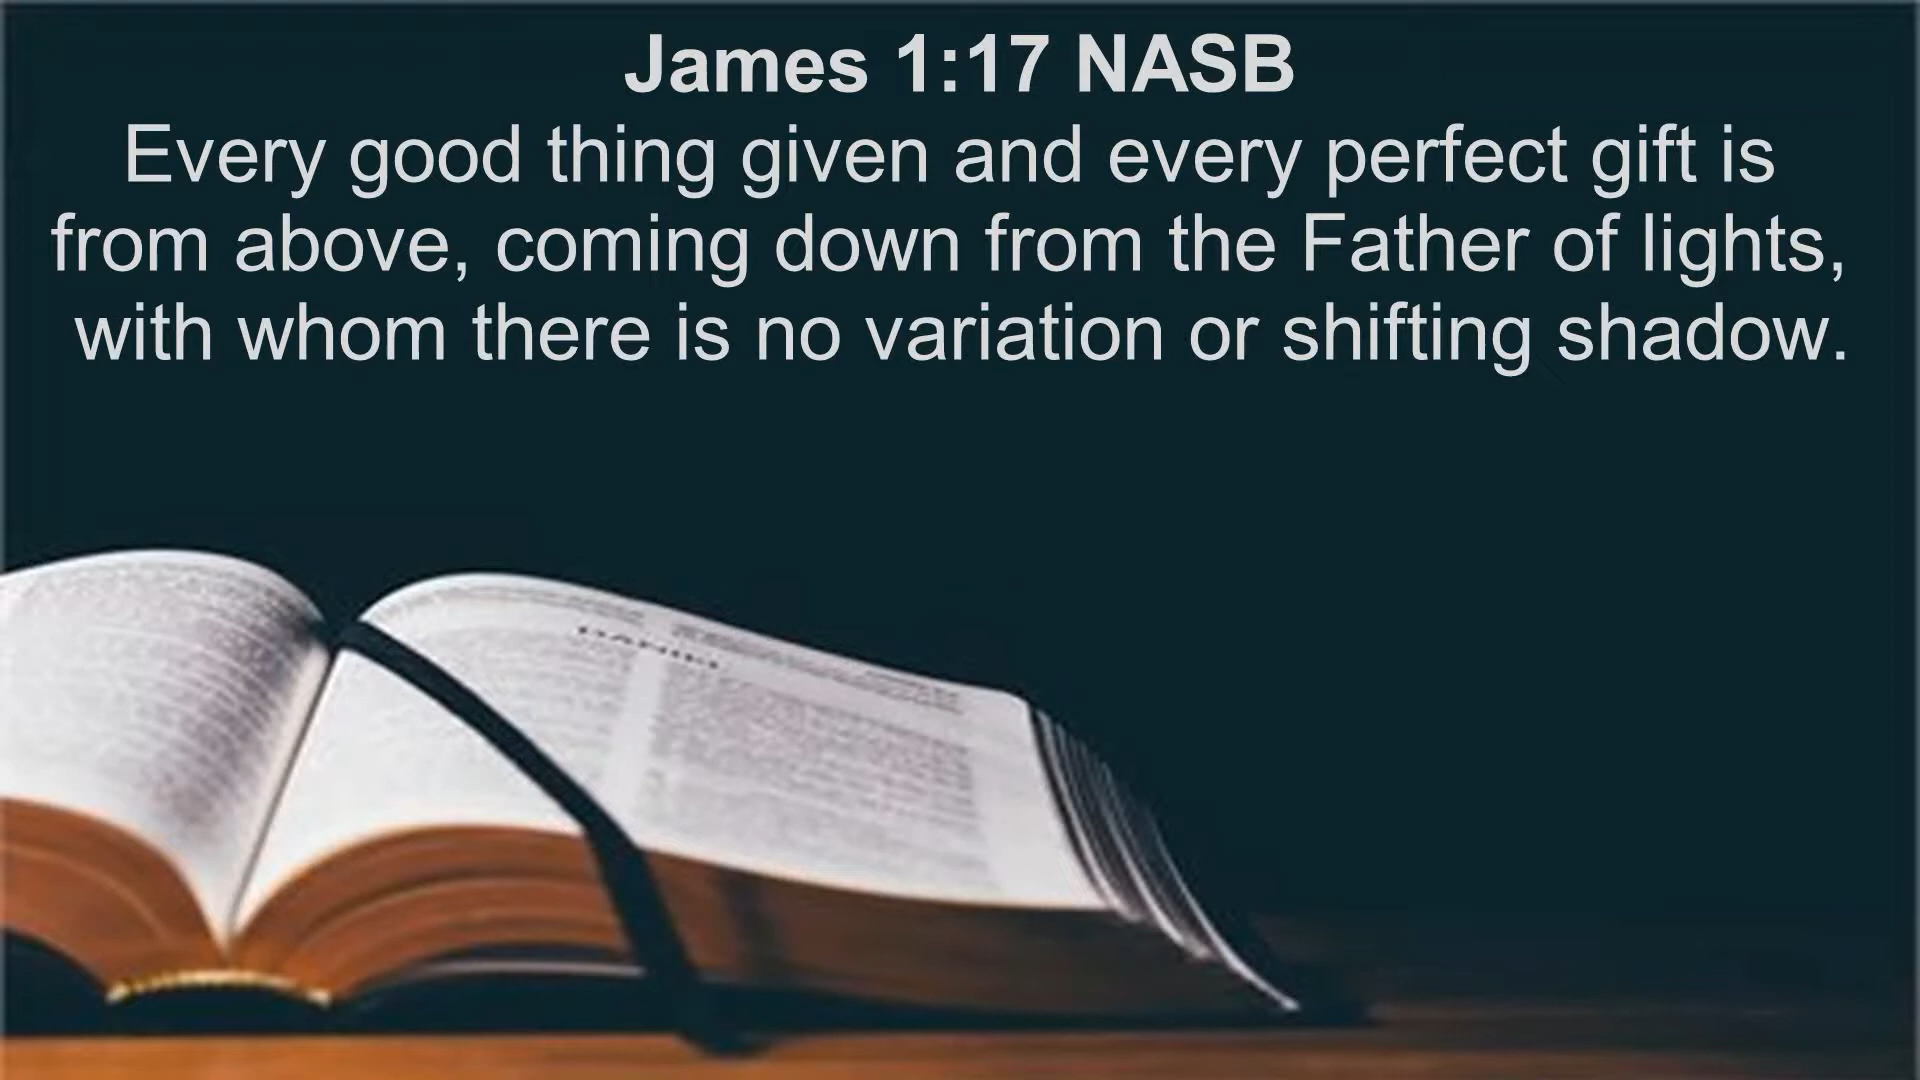 James 1:17 NASB
Every good thing given and every perfect gift is
from above, coming down from the Father of lights,
with whom there is no variation or shifting shadow.